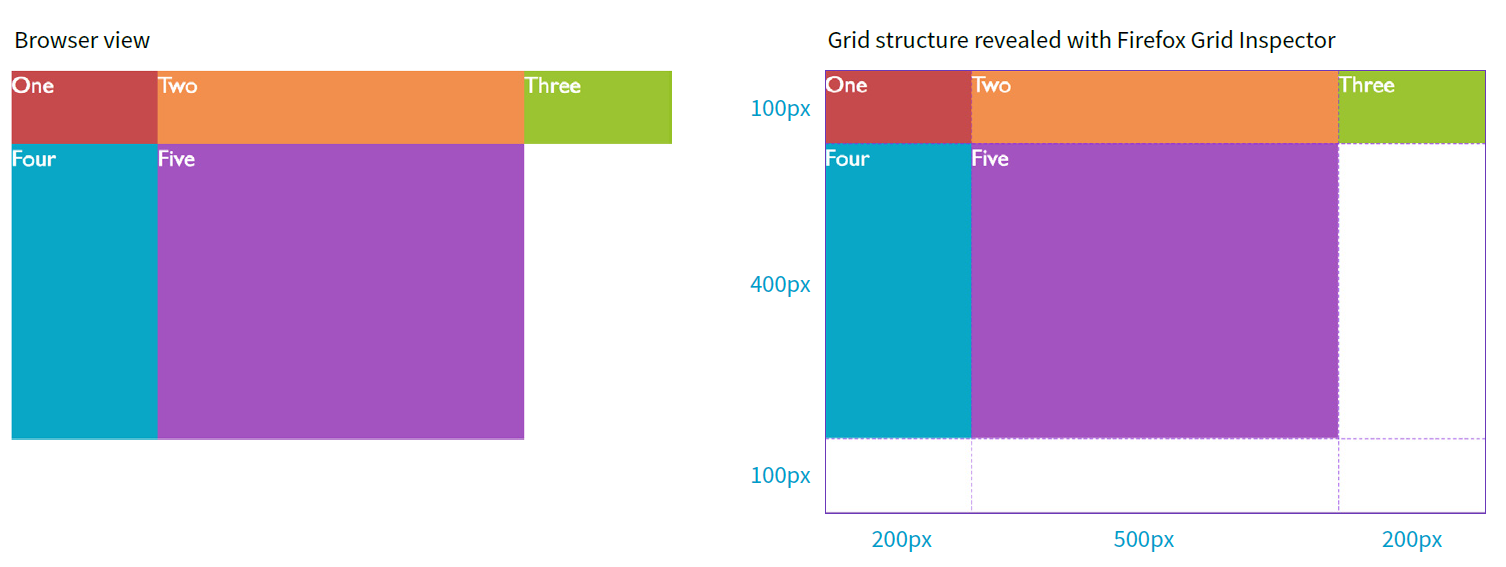 Browser view
One
Two
Three
Four
Five
Grid structure revealed with Firefox Grid Inspector
100px
One
Two
Three
Four
Five
400px
100px
200px
500px
200px